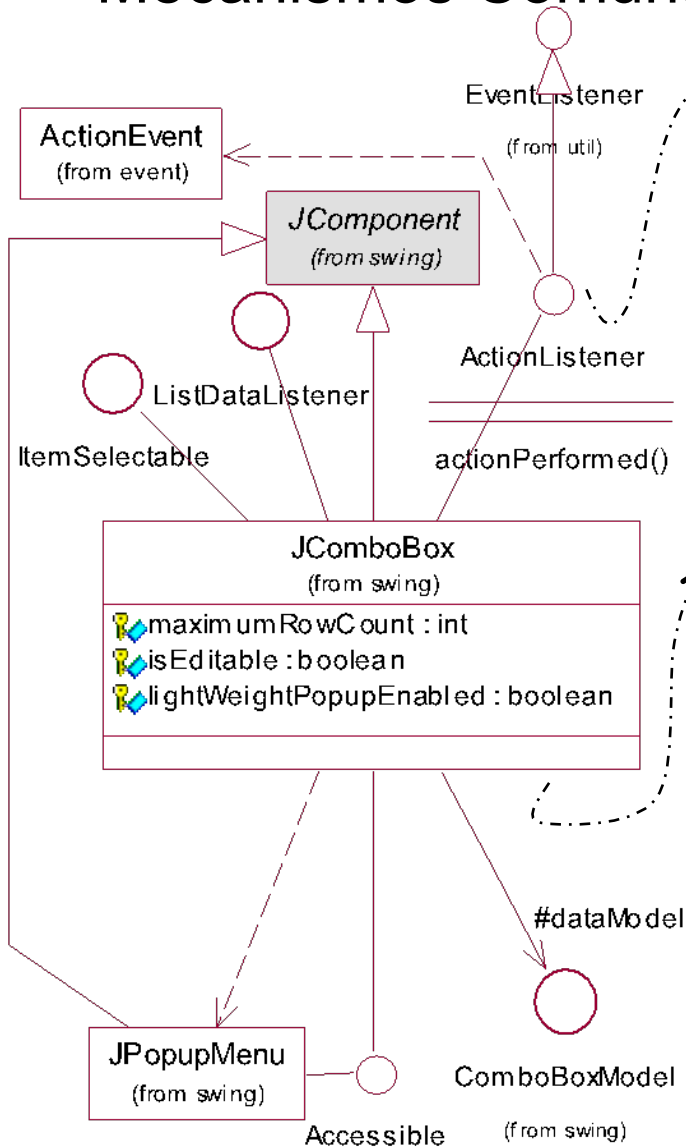 EventListener
(from util)
ActionEvent
(from event)
JComponent
(from swing)
ActionListener
ListDataListener
ItemSelectable
actionPerformed()
JComboBox
(from swing)
maximumRowCount : int
isEditable : boolean
lightWeightPopupEnabled : boolean
#dataModel
JPopupMenu
(from swing)
ComboBoxModel
(from swing)
Accessible